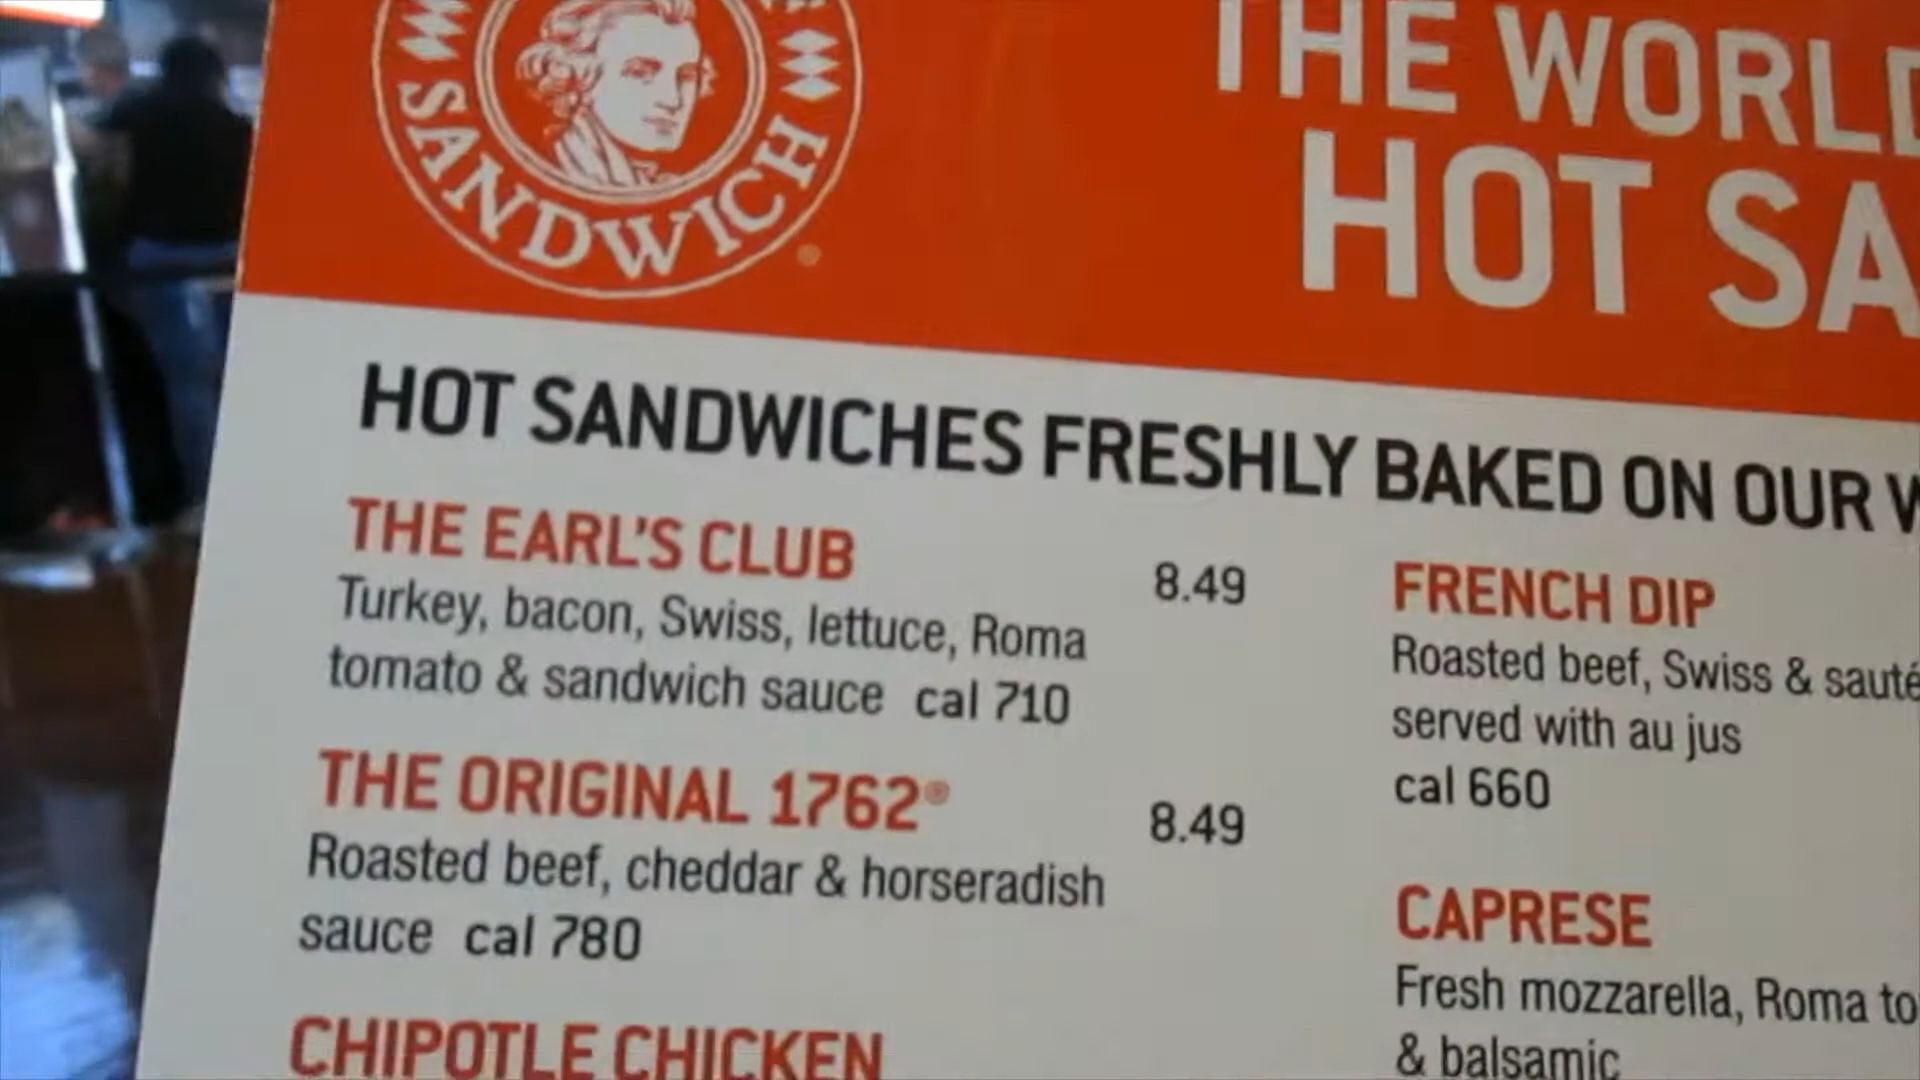 SANDWICH
THE WORLD
HOT SA
HOT SANDWICHES FRESHLY BAKED ON OUR
THE EARL'S CLUB 8.49
Turkey, bacon, Swiss, lettuce, Roma
tomato & sandwich sauce cal 710
THE ORIGINAL 1762® 8.49
Roasted beef, cheddar & horseradish
sauce cal 780
CHIPOTLE CHICKEN
FRENCH DIP
Roasted beef, Swiss & sauté
served with au jus
cal 660
CAPRESE
Fresh mozzarella, Roma to
& balsamic